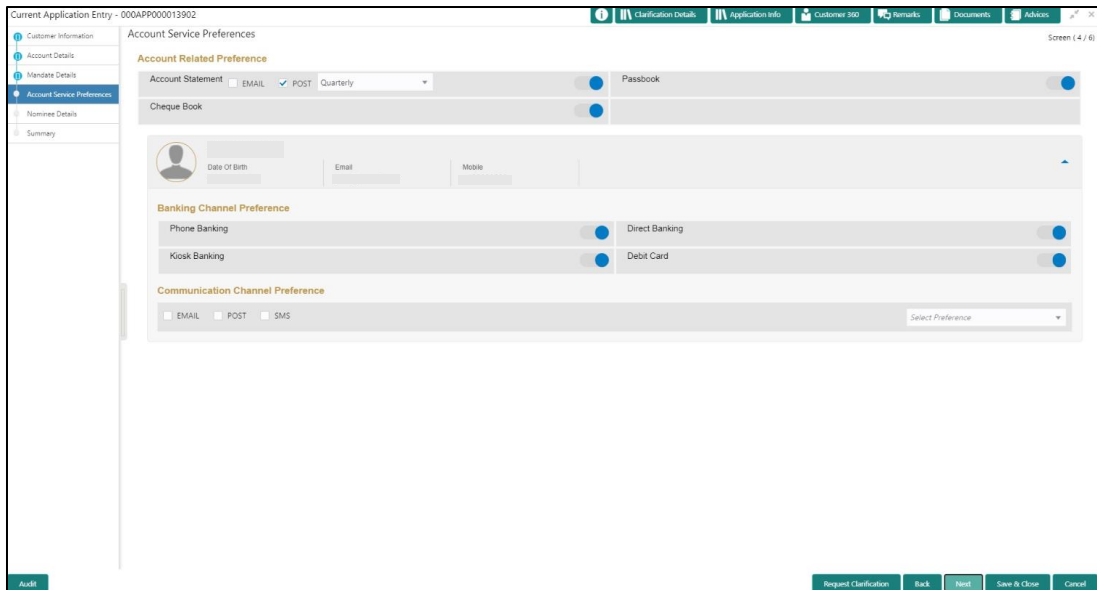 Current Application Entry - 000APP000013902
Clarification Details
Application Info
Customer 360
Remarks
Documents
Advices
Customer Information
Account Details
Mandate Details
Account Service Preferences
Nominee Details
Summary
Account Service Preferences
Screen ( 4 / 6)
Account Related Preference
Account Statement EMAIL POST Quarterly
Passbook
Cheque Book
Date Of Birth
Email
Mobile
Banking Channel Preference
Phone Banking
Direct Banking
Kiosk Banking
Debit Card
Communication Channel Preference
EMAIL POST SMS
Select Preference
Audit
Request Clarification
Back
Next
Save & Close
Cancel